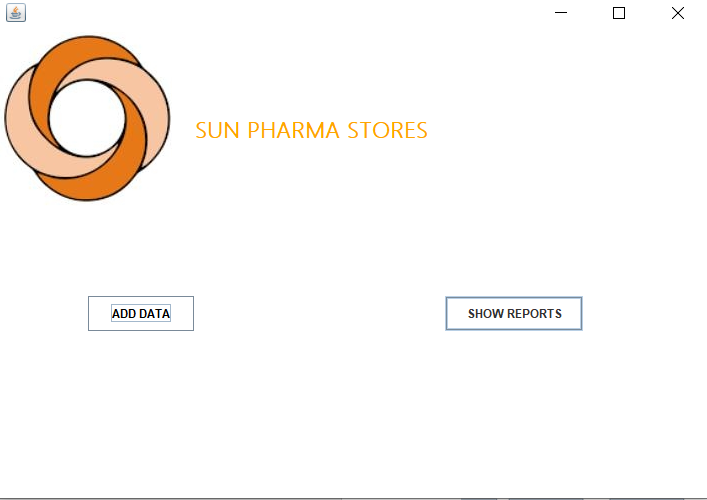 SUN PHARMA STORES
ADD DATA
SHOW REPORTS